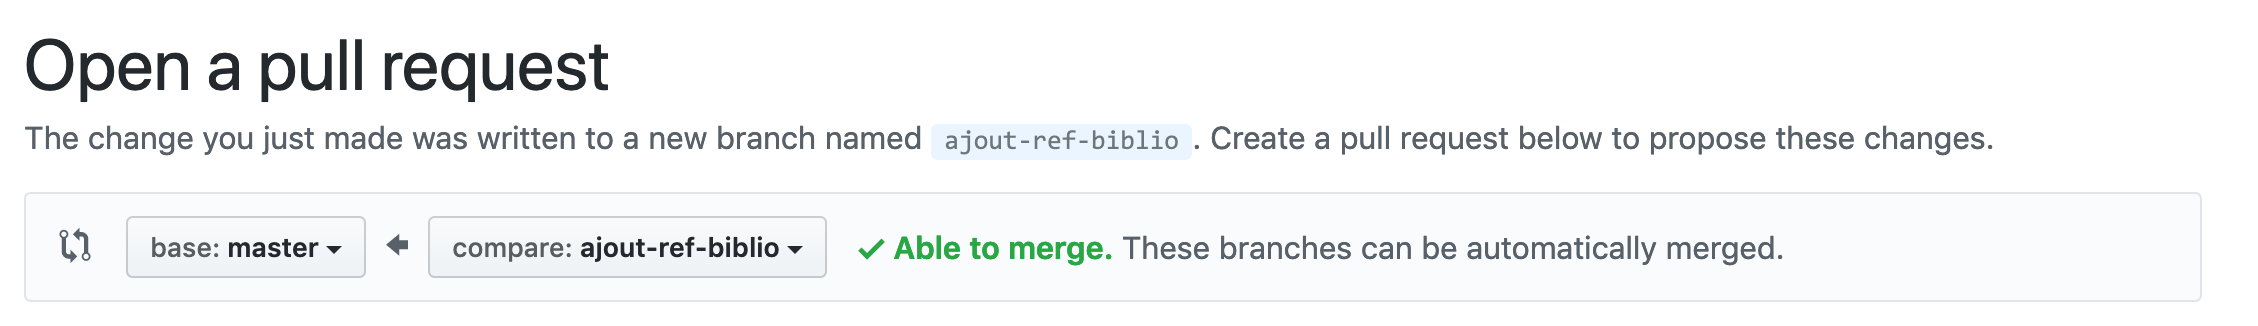 Open a pull request
The change you just made was written to a new branch named ajout-ref-biblio. Create a pull request below to propose these changes.
base: master compare: ajout-ref-biblio Able to merge. These branches can be automatically merged.